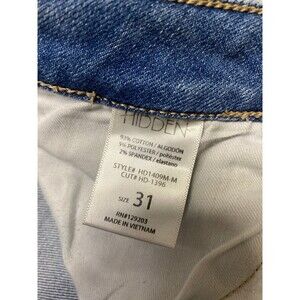 HIDDEN
93% COTTON / ALGODÓN
5% POLYESTER / poliéster
2% SPANDEX / elastano
STYLE# HD1409M-M
CUT# HD-1396
SIZE 31
RN#129303
MADE IN VIETNAM